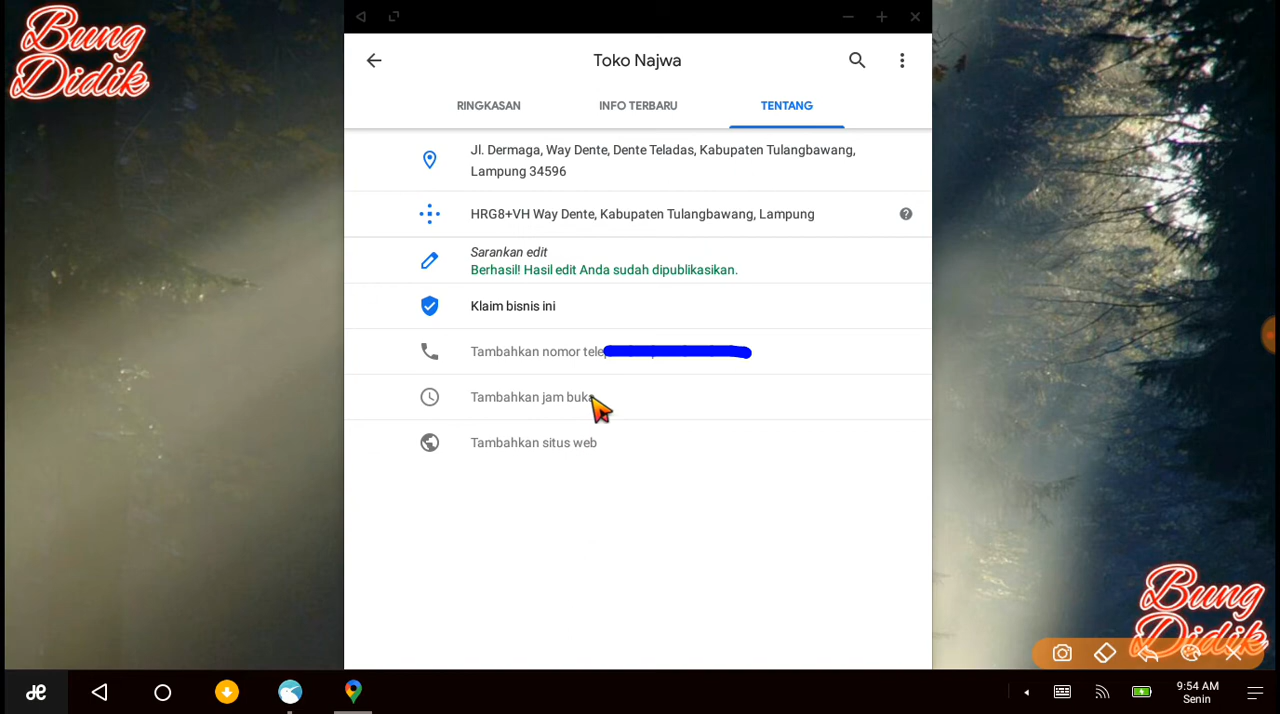 Bung
Didik
Toko Najwa
RINGKASAN
INFO TERBARU
TENTANG
Jl. Dermaga, Way Dente, Dente Teladas, Kabupaten Tulangbawang,
Lampung 34596
HRG8+VH Way Dente, Kabupaten Tulangbawang, Lampung
Sarankan edit
Berhasil! Hasil edit Anda sudah dipublikasikan.
Klaim bisnis ini
Tambahkan nomor
Tambahkan jam buka
Tambahkan situs web
Bung
Didik
9:54 AM
Senin